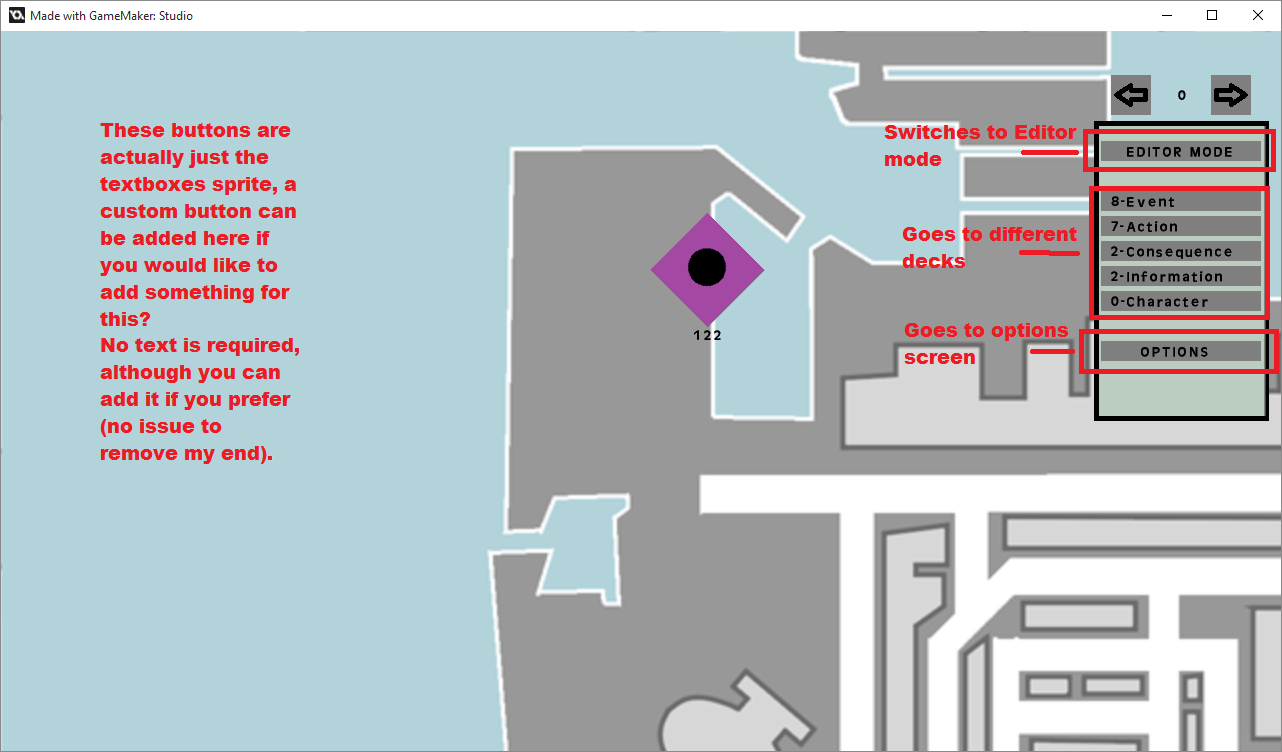 Made with GameMaker: Studio
These buttons are
actually just the
textboxes sprite, a
custom button can
be added here if
you would like to
add something for
this?
No text is required,
although you can
add it if you prefer
(no issue to
remove my end).
122
0
Switches to Editor
mode
EDITOR MODE
Goes to different
decks
8-Event
7-Action
2-Consequence
2-Information
0-Character
Goes to options
screen
OPTIONS